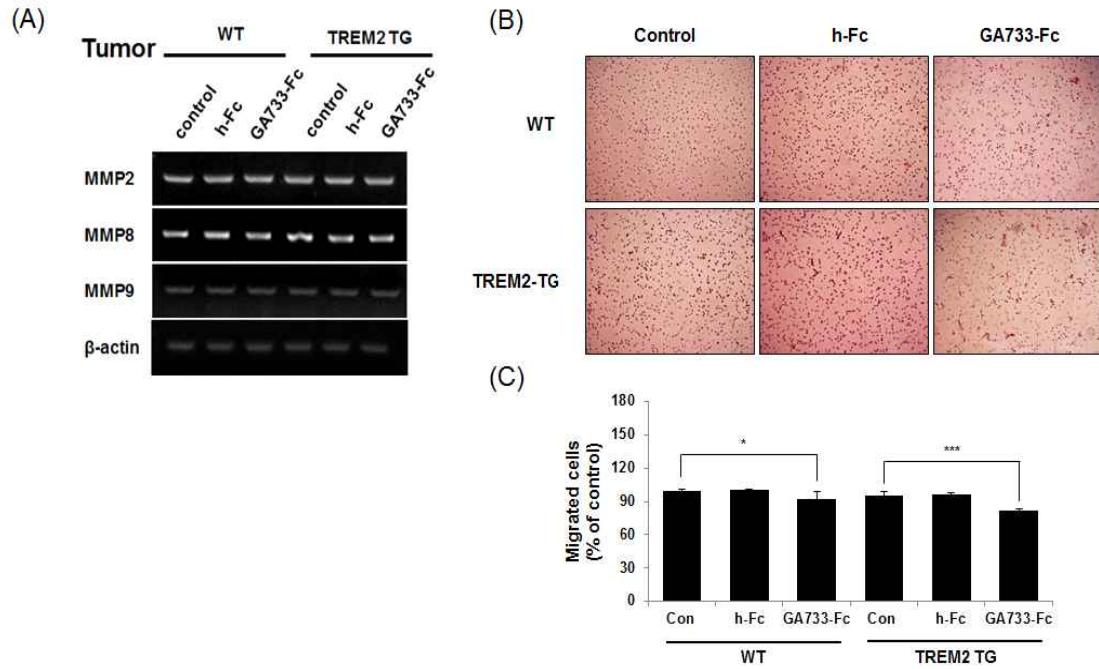 (A)
Tumor
WT
TREM2 TG
control
h-Fc
GA733-Fc
control
h-Fc
GA733-Fc
MMP2
MMP8
MMP9
β-actin
(B)
Control
h-Fc
GA733-Fc
WT
TREM2-TG
(C)
Migrated cells
(% of control)
180
150
120
90
60
30
0
*
***
Con
h-Fc
GA733-Fc
Con
h-Fc
GA733-Fc
WT
TREM2 TG